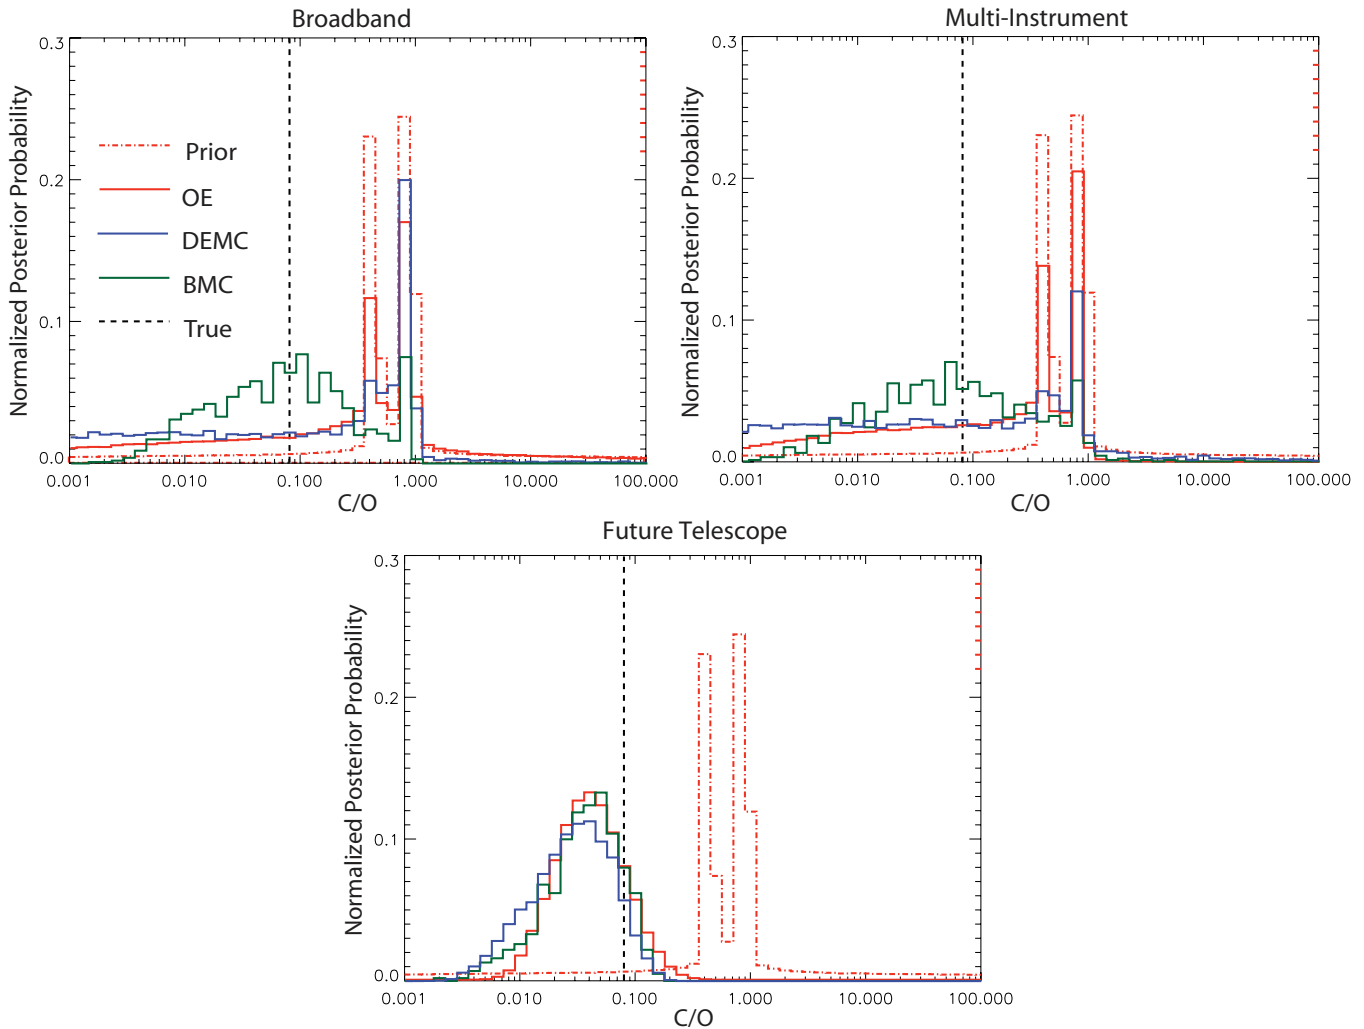 Broadband
Normalized Posterior Probability
0.3
0.2
0.1
0.0
Prior
OE
DEMC
BMC
True
0.001 0.010 0.100 1.000 10.000 100.000
C/O
Multi-Instrument
Normalized Posterior Probability
0.3
0.2
0.1
0.0
0.001 0.010 0.100 1.000 10.000 100.000
C/O
Future Telescope
Normalized Posterior Probability
0.3
0.2
0.1
0.0
0.001 0.010 0.100 1.000 10.000 100.000
C/O